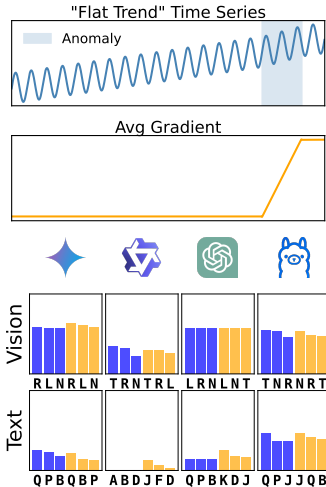 "Flat Trend" Time Series
Anomaly
Avg Gradient
Vision
R L N R L N
T R N T R L
L R N L N T
T N R N R T
Text
Q P B Q B P
A B D J F D
Q P B K D J
Q P J J Q B